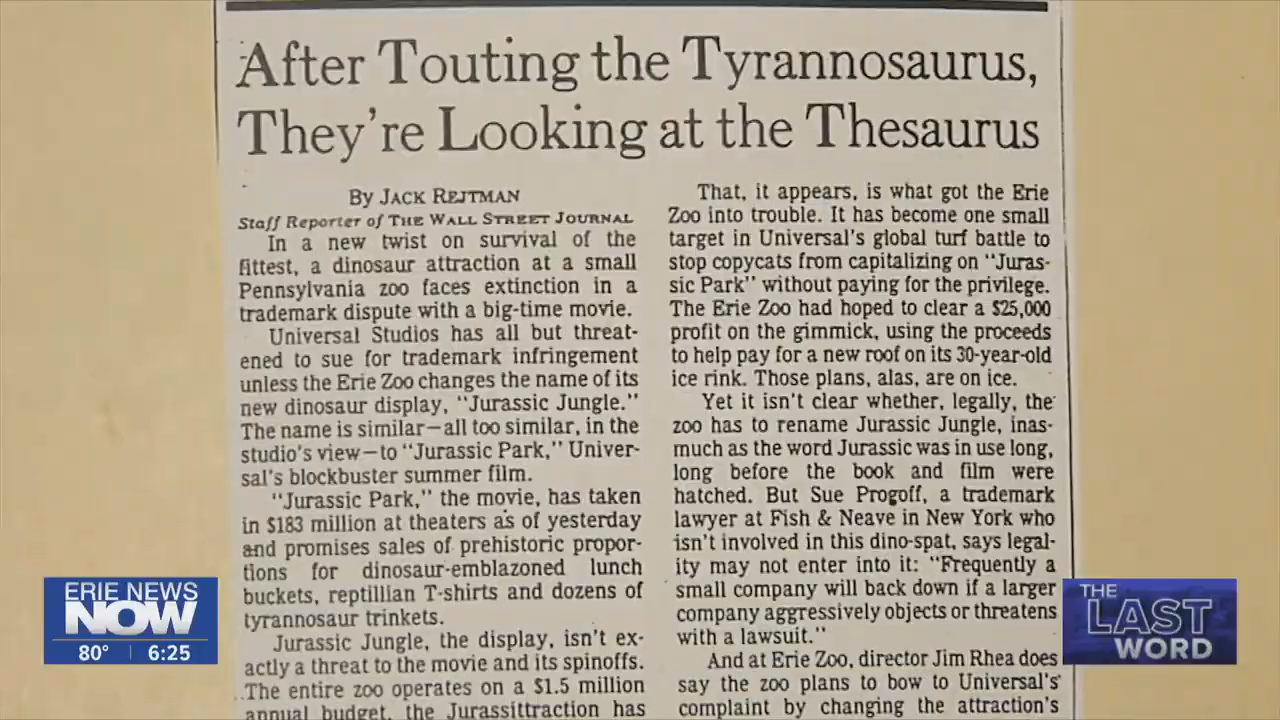 After Touting the Tyrannosaurus,
They're Looking at the Thesaurus
By JACK REJTMAN
Staff Reporter of THE WALL STREET JOURNAL
In a new twist on survival of the
fittest, a dinosaur attraction at a small
Pennsylvania zoo faces extinction in a
trademark dispute with a big-time movie.
Universal Studios has all but threat-
ened to sue for trademark infringement
unless the Erie Zoo changes the name of its
new dinosaur display, "Jurassic Jungle."
The name is similar—all too similar, in the
studio's view—to "Jurassic Park," Univer-
sal's blockbuster summer film.
"Jurassic Park," the movie, has taken
in $183 million at theaters as of yesterday
and promises sales of prehistoric propor-
tions for dinosaur-emblazoned lunch
buckets, reptillian T-shirts and dozens of
tyrannosaur trinkets.
Jurassic Jungle, the display, isn't ex-
actly a threat to the movie and its spinoffs.
The entire zoo operates on a $1.5 million
annual budget, the Jurassittraction has
That, it appears, is what got the Erie
Zoo into trouble. It has become one small
target in Universal's global turf battle to
stop copycats from capitalizing on "Juras-
sic Park" without paying for the privilege.
The Erie Zoo had hoped to clear a $25,000
profit on the gimmick, using the proceeds
to help pay for a new roof on its 30-year-old
ice rink. Those plans, alas, are on ice.
Yet it isn't clear whether, legally, the
zoo has to rename Jurassic Jungle, inas-
much as the word Jurassic was in use long,
long before the book and film were
hatched. But Sue Progoff, a trademark
lawyer at Fish & Neave in New York who
isn't involved in this dino-spat, says legal-
ity may not enter into it: "Frequently a
small company will back down if a larger
company aggressively objects or threatens
with a lawsuit."
And at Erie Zoo, director Jim Rhea does
say the zoo plans to bow to Universal's
complaint by changing the attraction's
ERIE NEWS
NOW
80° | 6:25
THE
LAST
WORD